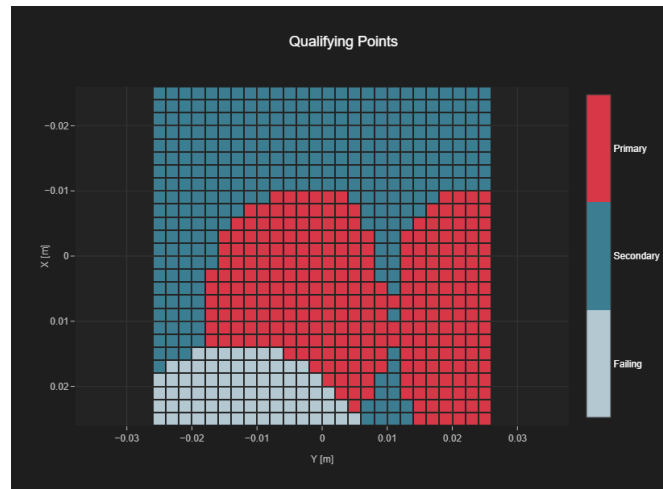 Qualifying Points
−0.02
−0.01
0
0.01
0.02
X [m]
−0.03
−0.02
−0.01
0
0.01
0.02
0.03
Y [m]
Primary
Secondary
Failing